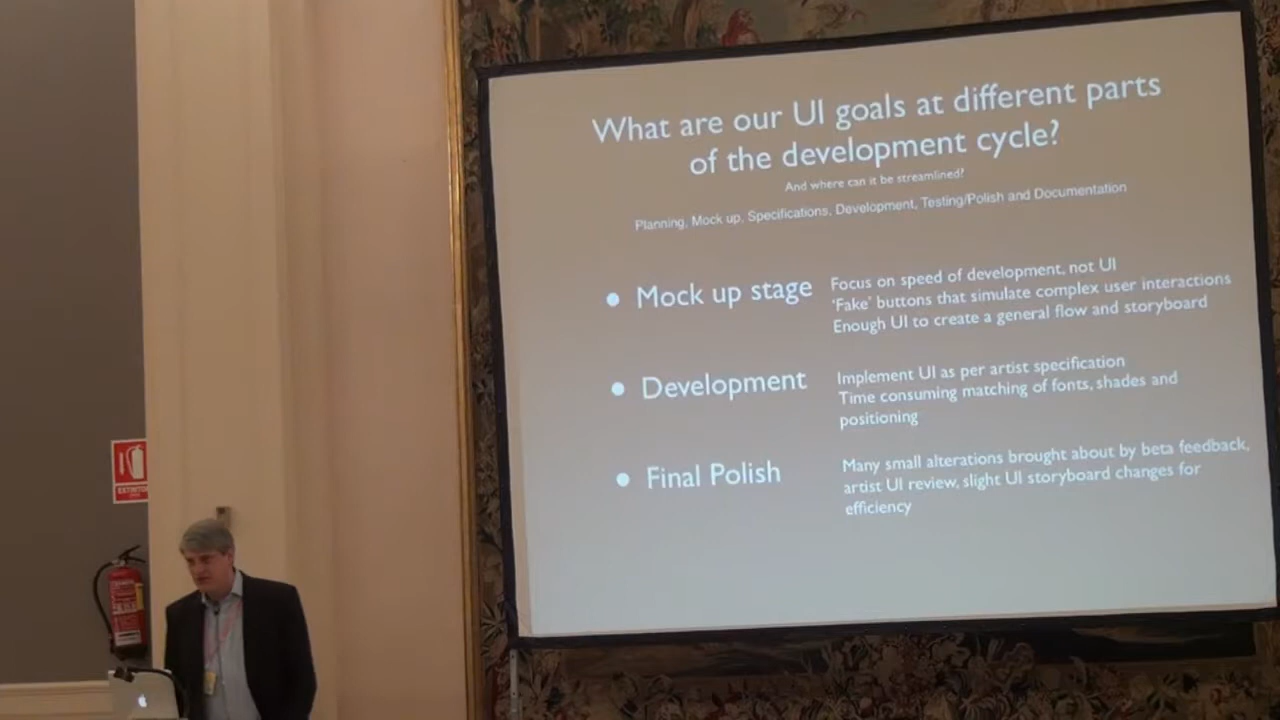 What are our UI goals at different parts
of the development cycle?
And where can it be streamlined?
Planning, Mock up, Specifications, Development, Testing/Polish and Documentation
• Mock up stage
Focus on speed of development, not UI
'Fake' buttons that simulate complex user interactions
Enough UI to create a general flow and storyboard
• Development
Implement UI as per artist specification
Time consuming matching of fonts, shades and
positioning
• Final Polish
Many small alterations brought about by beta feedback,
artist UI review, slight UI storyboard changes for
efficiency
EXTINTOR